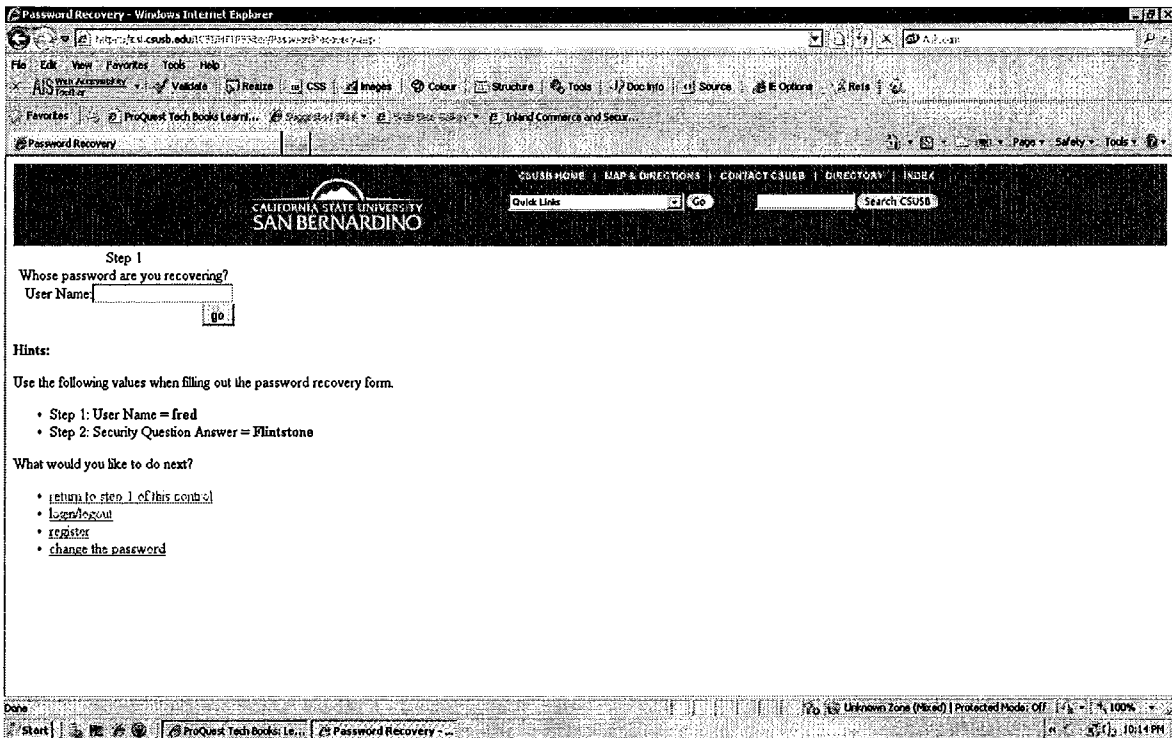 Password Recovery - Windows Internet Explorer
File Edit View Favorites Tools Help
AIS Web Accessibility Toolbar Validate Resize CSS Images Colour Structure Tools Doc Info Source IE Options Refs
Favorites ProQuest Tech Books Learni... Inland Commerce and Secur...
Password Recovery Page Safety Tools
CSUSB HOME | MAP & DIRECTIONS | CONTACT CSUSB | DIRECTORY | INDEX
CALIFORNIA STATE UNIVERSITY
SAN BERNARDINO
Quick Links Go Search CSUSB
Step 1
Whose password are you recovering?
User Name:
go
Hints:
Use the following values when filling out the password recovery form.
• Step 1: User Name = fred
• Step 2: Security Question Answer = Flintstone
What would you like to do next?
• return to step 1 of this control
• login/logout
• register
• change the password
Done Unknown Zone (Mixed) | Protected Mode: Off 100%
Start ProQuest Tech Books: Le... Password Recovery - ... 10:14 PM